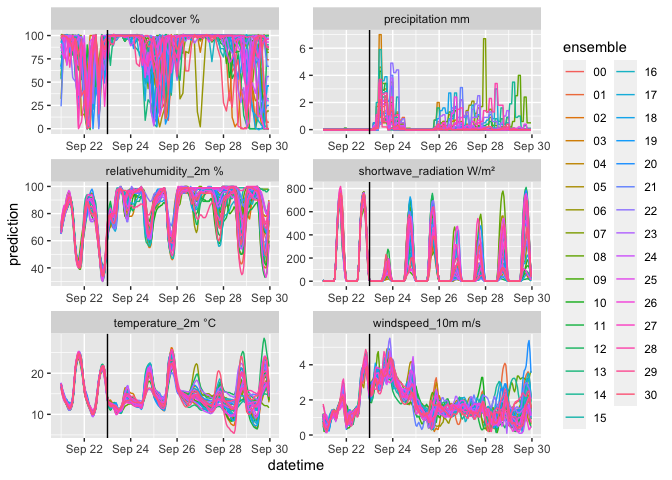 cloudcover %
precipitation mm
ensemble
100
75
50
25
0
6
4
2
0
Sep 22 Sep 24 Sep 26 Sep 28 Sep 30
Sep 22 Sep 24 Sep 26 Sep 28 Sep 30
relativehumidity_2m %
shortwave_radiation W/m²
100
80
60
40
800
600
400
200
0
Sep 22 Sep 24 Sep 26 Sep 28 Sep 30
Sep 22 Sep 24 Sep 26 Sep 28 Sep 30
temperature_2m °C
windspeed_10m m/s
20
10
4
2
0
Sep 22 Sep 24 Sep 26 Sep 28 Sep 30
Sep 22 Sep 24 Sep 26 Sep 28 Sep 30
prediction
datetime
00 16
01 17
02 18
03 19
04 20
05 21
06 22
07 23
08 24
09 25
10 26
11 27
12 28
13 29
14 30
15